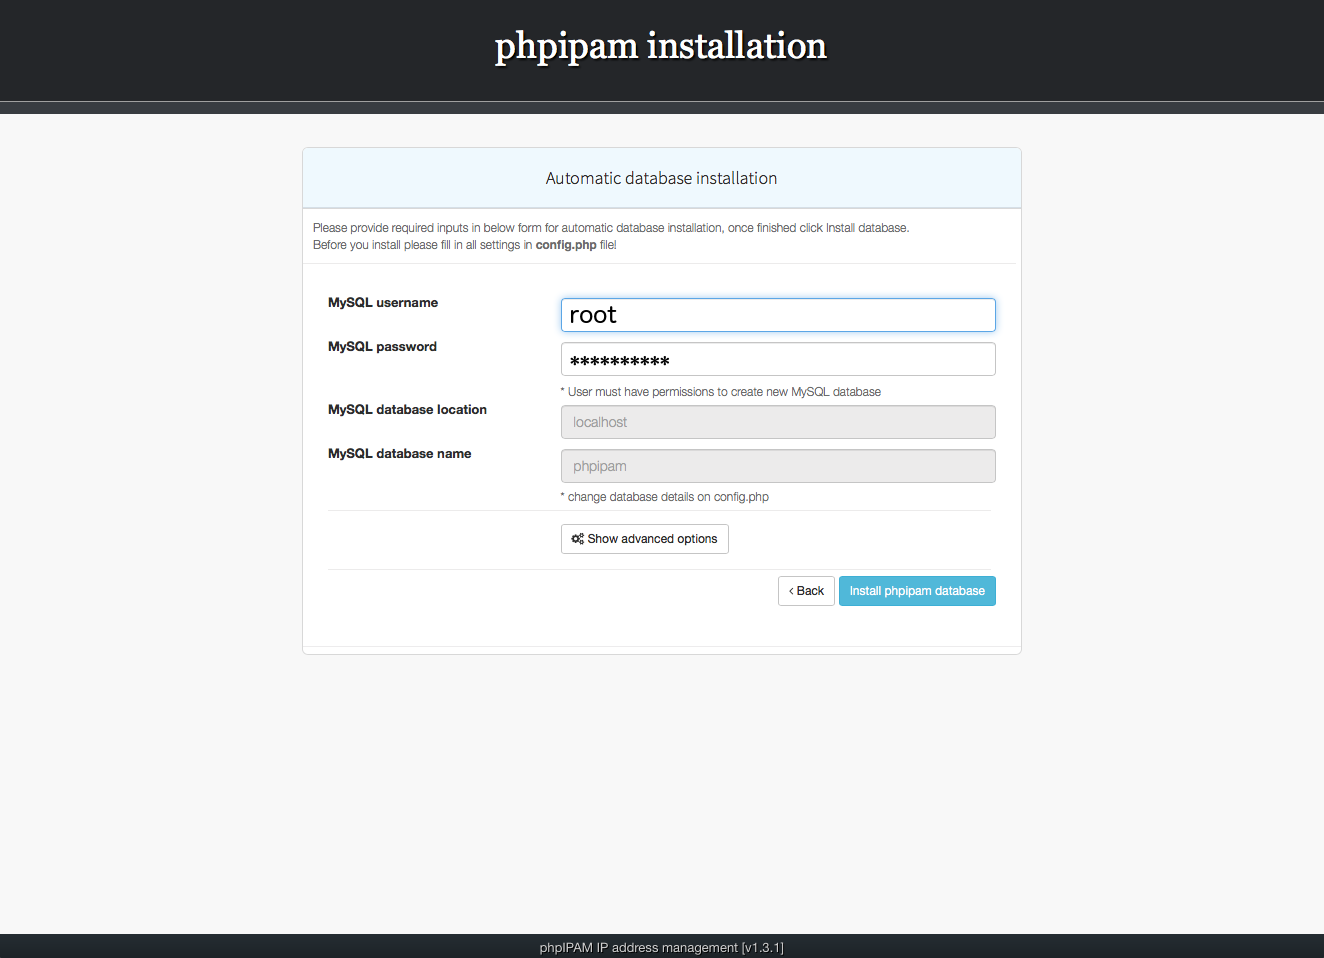 phpipam installation
Automatic database installation
Please provide required inputs in below form for automatic database installation, once finished click Install database.
Before you install please fill in all settings in config.php file!
MySQL username
root
MySQL password
**********
* User must have permissions to create new MySQL database
MySQL database location
localhost
MySQL database name
phpipam
* change database details on config.php
Show advanced options
‹ Back
Install phpipam database
phpIPAM IP address management [v1.3.1]